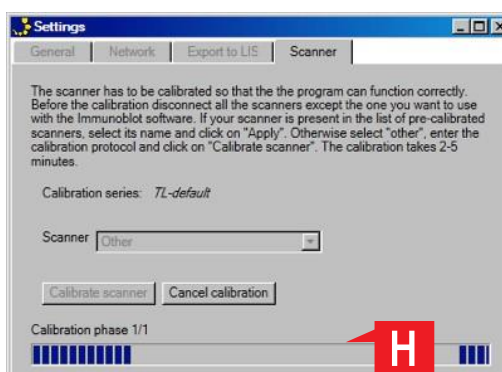 Settings
General Network Export to LIS Scanner
The scanner has to be calibrated so that the the program can function correctly.
Before the calibration disconnect all the scanners except the one you want to use
with the Immunoblot software. If your scanner is present in the list of pre-calibrated
scanners, select its name and click on "Apply". Otherwise select "other", enter the
calibration protocol and click on "Calibrate scanner". The calibration takes 2-5
minutes.
Calibration series: TL-default
Scanner Other
Calibrate scanner Cancel calibration
Calibration phase 1/1
H